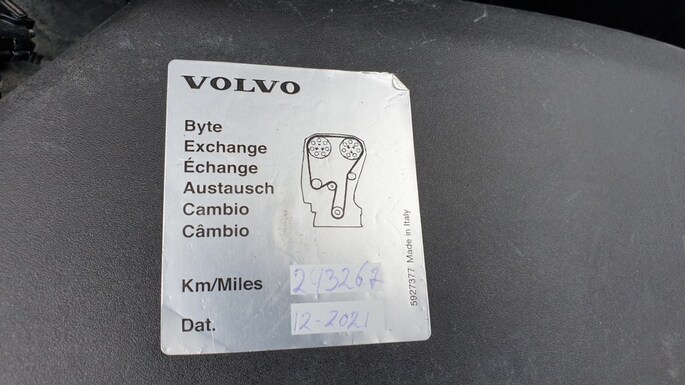 VOLVO
Byte
Exchange
Échange
Austausch
Cambio
Câmbio
Km/Miles 243267
Dat. 12-2021
5927377 Made in Italy